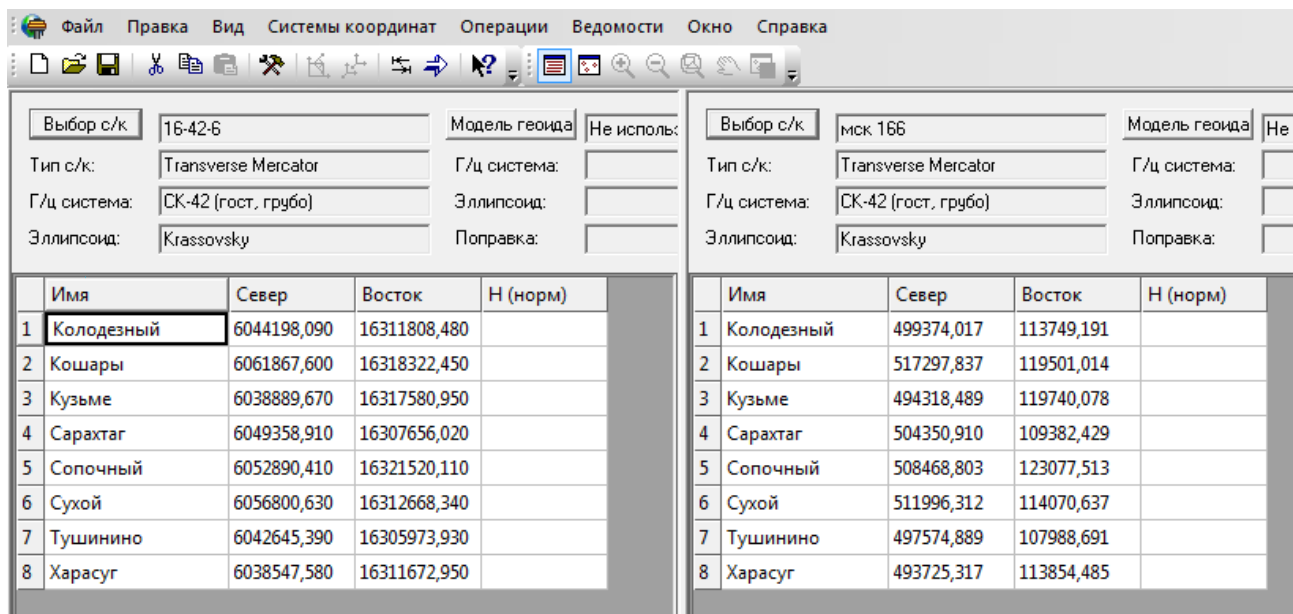 Файл Правка Вид Системы координат Операции Ведомости Окно Справка
Выбор с/к 16-42-6 Модель геоида Не использ
Тип с/к: Transverse Mercator Г/ц система:
Г/ц система: СК-42 (гост, грубо) Эллипсоид:
Эллипсоид: Krassovsky Поправка:
Имя Север Восток Н (норм)
1 Колодезный 6044198,090 16311808,480
2 Кошары 6061867,600 16318322,450
3 Кузьме 6038889,670 16317580,950
4 Сарахтаг 6049358,910 16307656,020
5 Сопочный 6052890,410 16321520,110
6 Сухой 6056800,630 16312668,340
7 Тушинино 6042645,390 16305973,930
8 Харасуг 6038547,580 16311672,950
Выбор с/к мск 166 Модель геоида Не
Тип с/к: Transverse Mercator Г/ц система:
Г/ц система: СК-42 (гост, грубо) Эллипсоид:
Эллипсоид: Krassovsky Поправка:
Имя Север Восток Н (норм)
1 Колодезный 499374,017 113749,191
2 Кошары 517297,837 119501,014
3 Кузьме 494318,489 119740,078
4 Сарахтаг 504350,910 109382,429
5 Сопочный 508468,803 123077,513
6 Сухой 511996,312 114070,637
7 Тушинино 497574,889 107988,691
8 Харасуг 493725,317 113854,485